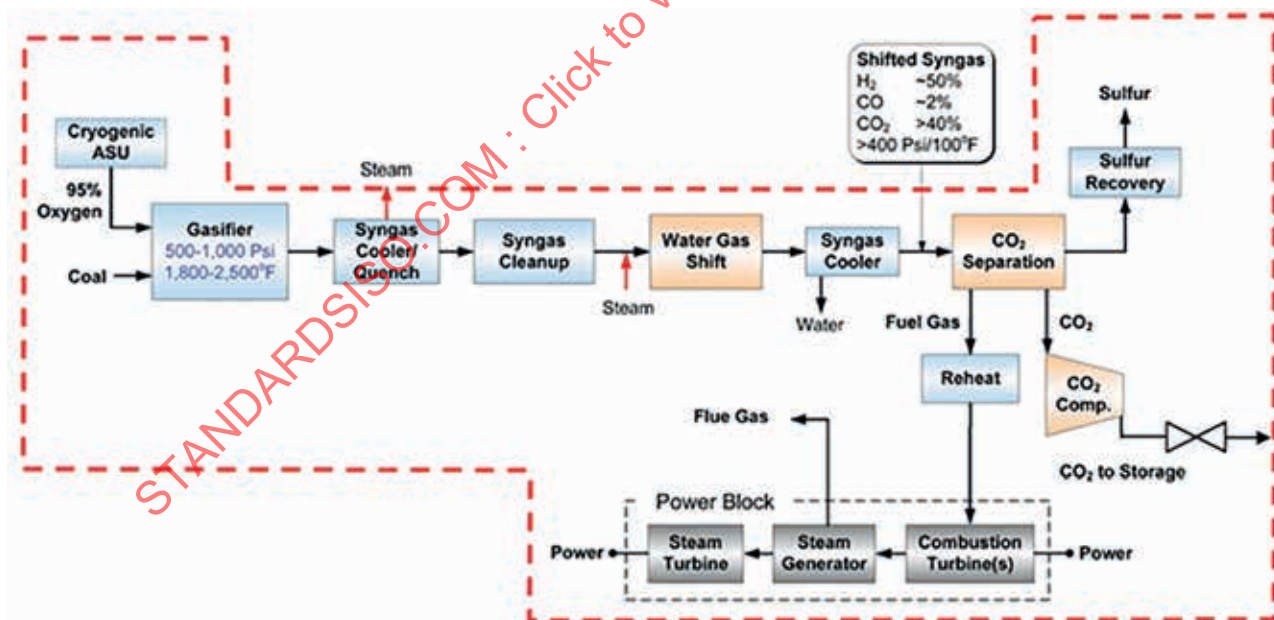 Shifted Syngas
H₂ ~50%
CO ~2%
CO₂ >40%
>400 Psi/100°F
Cryogenic
ASU
95%
Oxygen
Coal
Gasifier
500-1,000 Psi
1,800-2,500°F
Steam
Syngas
Cooler/
Quench
Syngas
Cleanup
Steam
Water Gas
Shift
Syngas
Cooler
Water
CO₂
Separation
Sulfur
Sulfur
Recovery
Fuel Gas
CO₂
Reheat
CO₂
Comp.
CO₂ to Storage
Flue Gas
Power Block
Power
Steam
Turbine
Steam
Generator
Combustion
Turbine(s)
Power
STANDARDSISO.COM : Click to v